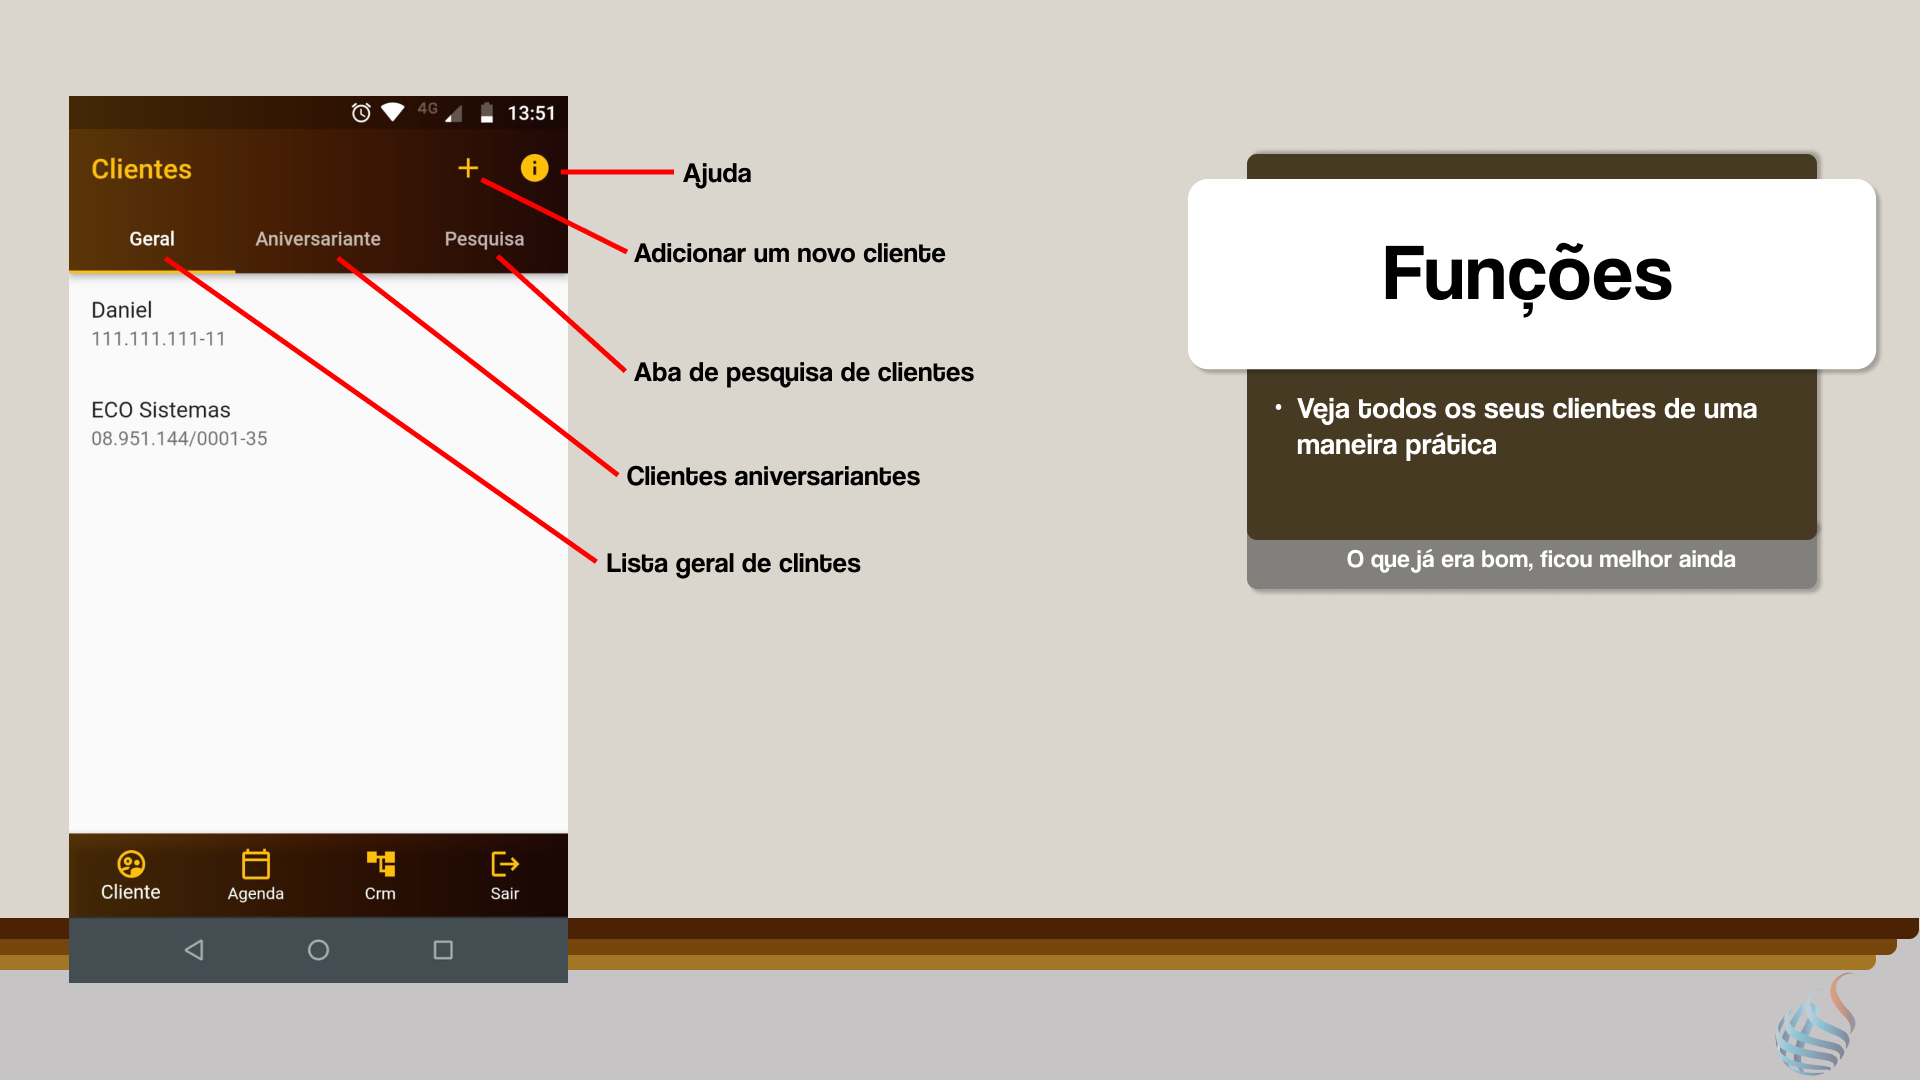 4G 13:51
Clientes
Geral Aniversariante Pesquisa
Daniel
111.111.111-11
ECO Sistemas
08.951.144/0001-35
Cliente Agenda Crm Sair
Ajuda
Adicionar um novo cliente
Aba de pesquisa de clientes
Clientes aniversariantes
Lista geral de clintes
Funções
• Veja todos os seus clientes de uma
maneira prática
O que já era bom, ficou melhor ainda